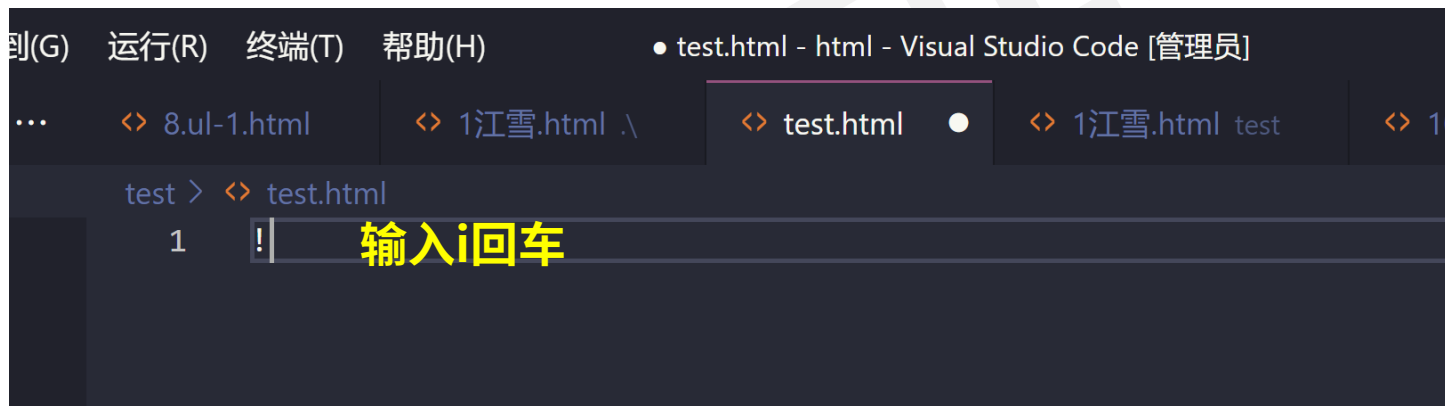 到(G) 运行(R) 终端(T) 帮助(H) ● test.html - html - Visual Studio Code [管理员]
... <> 8.ul-1.html <> 1江雪.html .\ <> test.html ● <> 1江雪.html test <> 1
test > <> test.html
1 ! 输入i回车